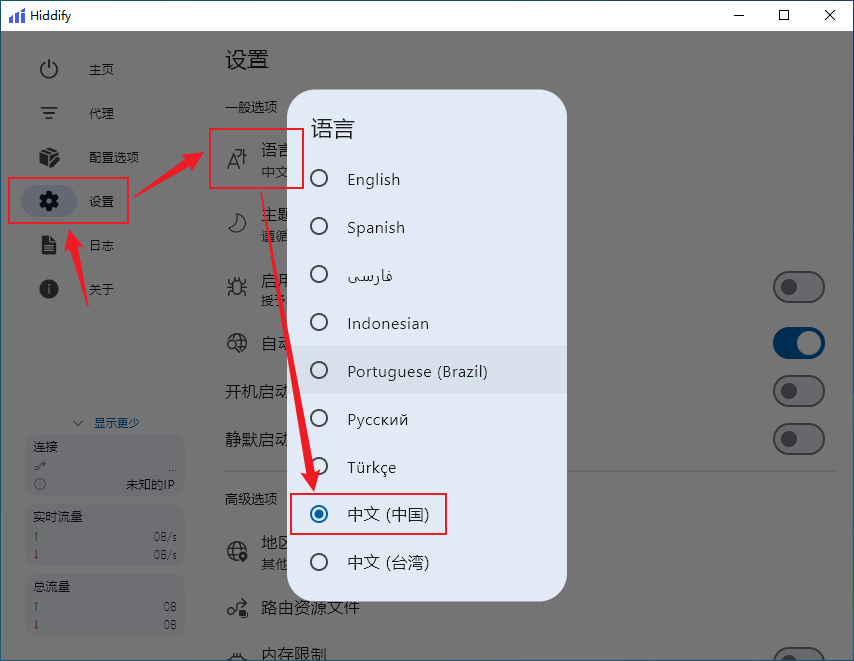 Hiddify
主页
代理
配置选项
设置
日志
关于
显示更少
连接
...
未知的IP
实时流量
↑ 0B/s
↓ 0B/s
总流量
↑ 0B
↓ 0B
设置
一般选项
语言
中文
主题
遵循
启用
授予
自动
开机启动
静默启动
高级选项
地区
其他
路由资源文件
内存限制
语言
English
Spanish
فارسی
Indonesian
Portuguese (Brazil)
Русский
Türkçe
中文 (中国)
中文 (台湾)